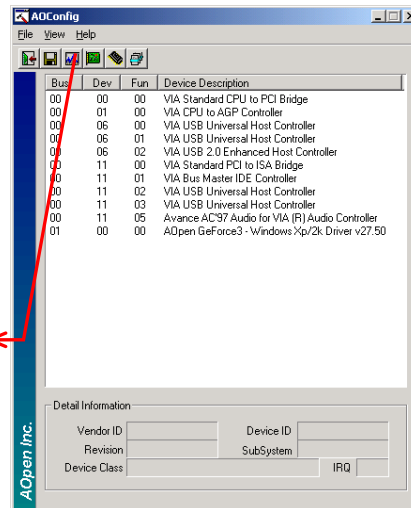 AOConfig
File View Help
Bus Dev Fun Device Description
00 00 00 VIA Standard CPU to PCI Bridge
00 01 00 VIA CPU to AGP Controller
00 06 00 VIA USB Universal Host Controller
00 06 01 VIA USB Universal Host Controller
00 06 02 VIA USB 2.0 Enhanced Host Controller
00 11 00 VIA Standard PCI to ISA Bridge
00 11 01 VIA Bus Master IDE Controller
00 11 02 VIA USB Universal Host Controller
00 11 03 VIA USB Universal Host Controller
00 11 05 Avance AC'97 Audio for VIA (R) Audio Controller
01 00 00 AOpen GeForce3 - Windows Xp/2k Driver v27.50
Detail Information
Vendor ID Device ID
Revision SubSystem
Device Class IRQ
AOpen Inc.